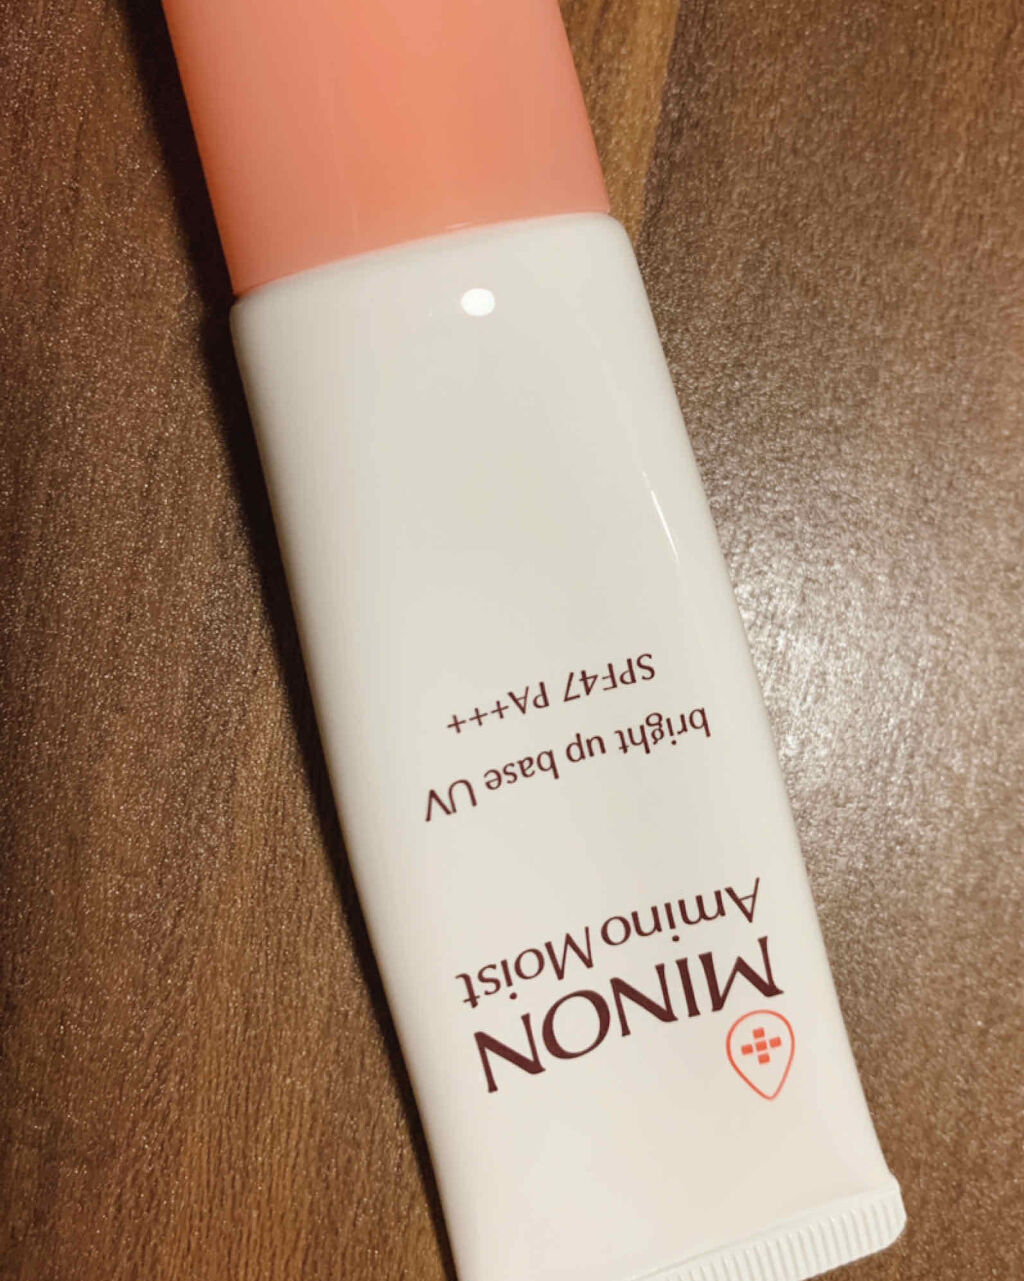 MINON
Amino Moist
bright up base UV
SPF47 PA+++